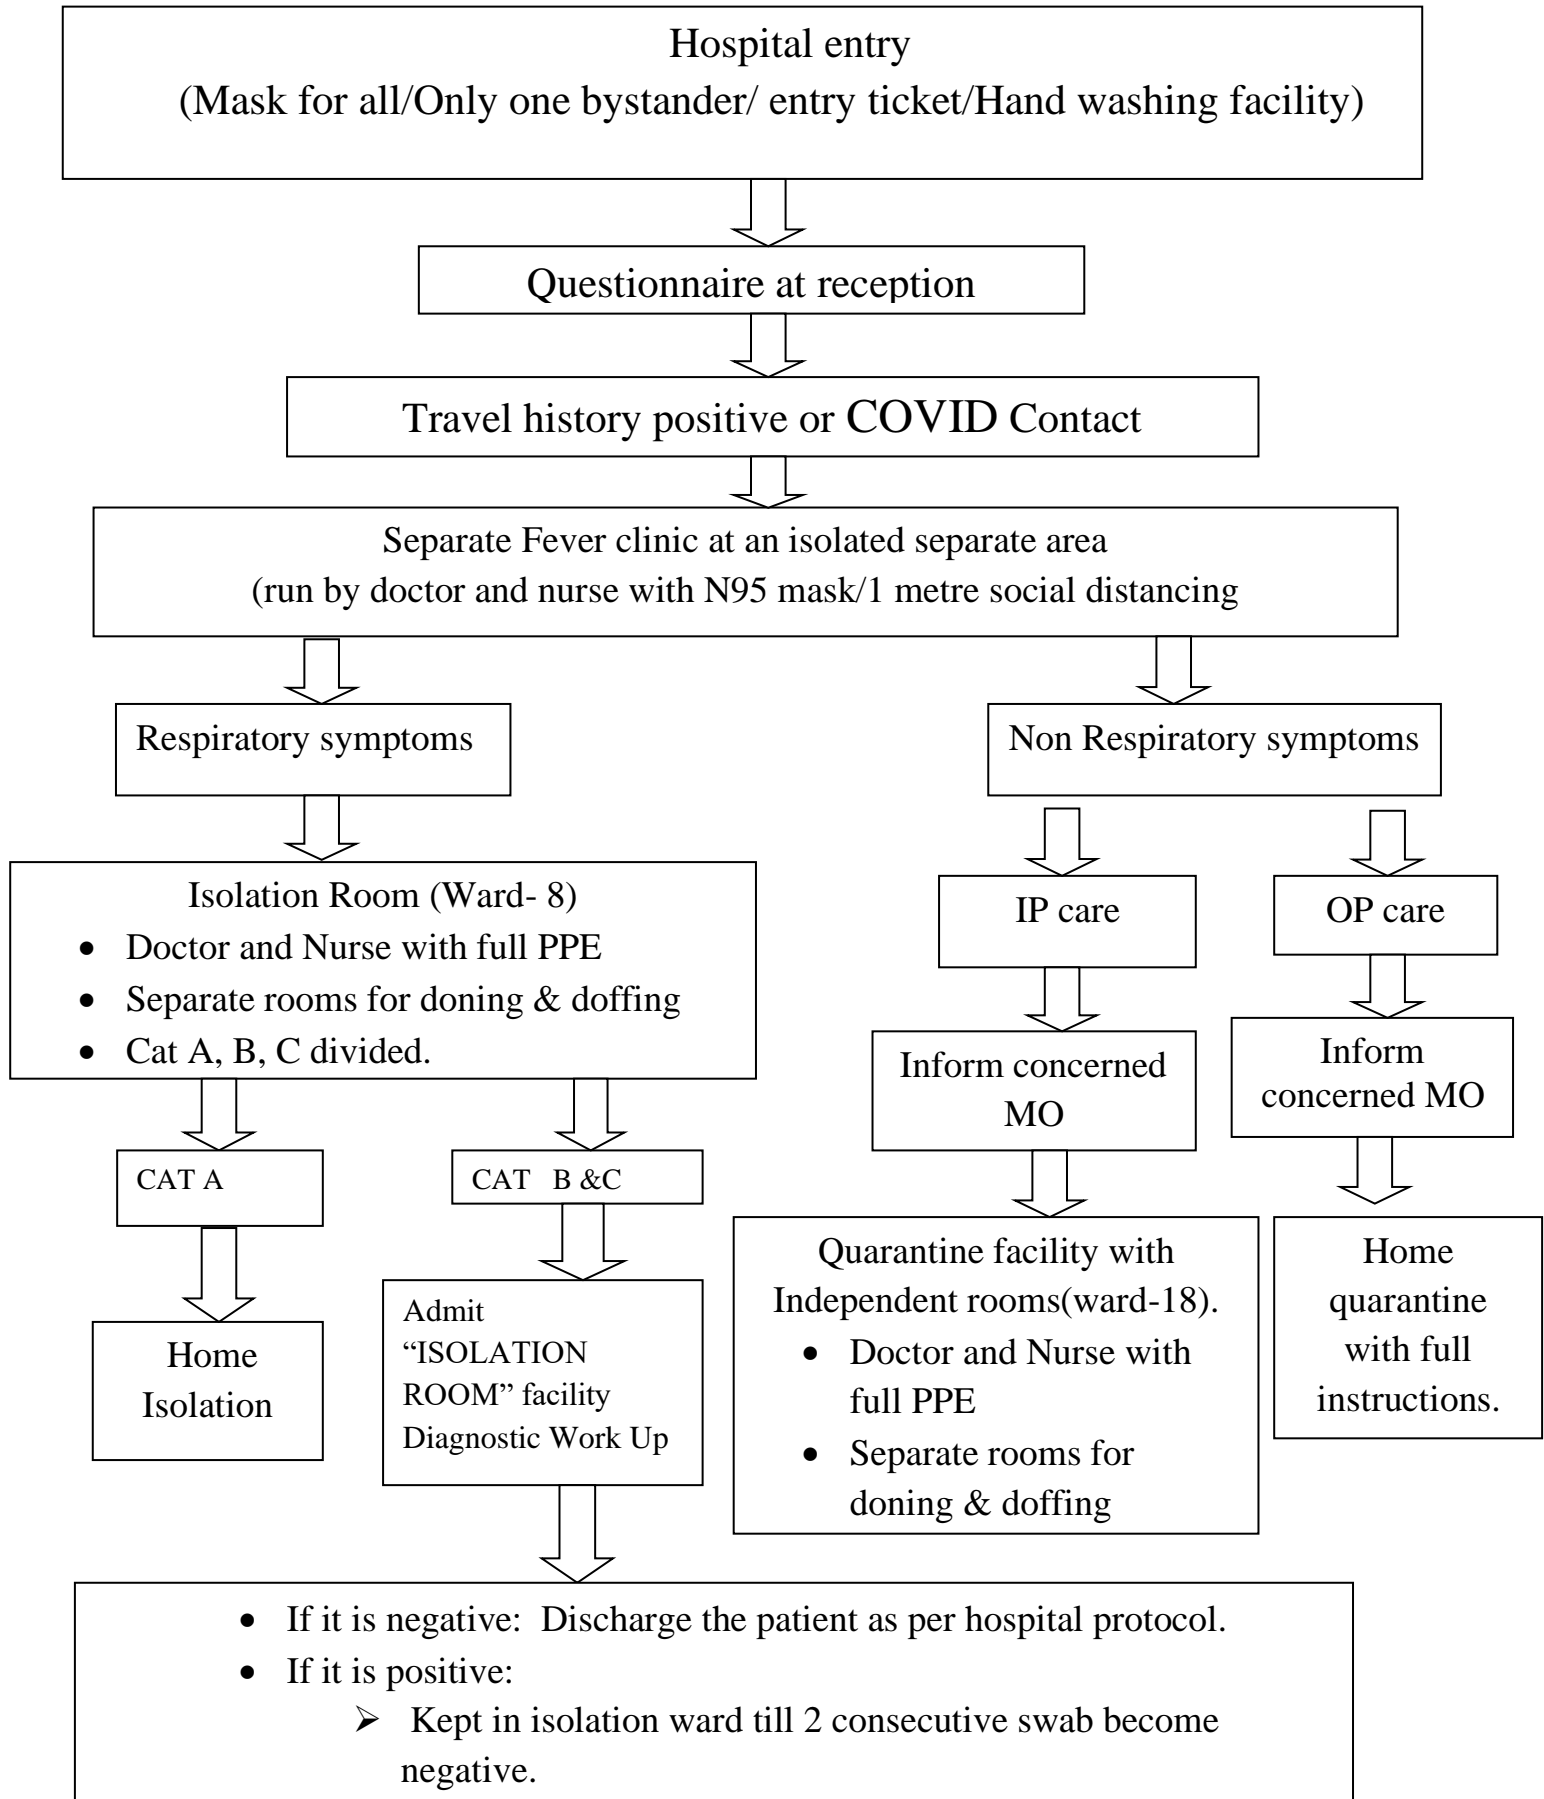 Hospital entry
(Mask for all/Only one bystander/ entry ticket/Hand washing facility)
Questionnaire at reception
Travel history positive or COVID Contact
Separate Fever clinic at an isolated separate area
(run by doctor and nurse with N95 mask/1 metre social distancing
Respiratory symptoms
Non Respiratory symptoms
Isolation Room (Ward- 8)
• Doctor and Nurse with full PPE
• Separate rooms for doning & doffing
• Cat A, B, C divided.
IP care
OP care
Inform concerned
MO
Inform
concerned MO
CAT A
CAT B &C
Home
Isolation
Admit
“ISOLATION
ROOM” facility
Diagnostic Work Up
Quarantine facility with
Independent rooms(ward-18).
• Doctor and Nurse with
full PPE
• Separate rooms for
doning & doffing
Home
quarantine
with full
instructions.
• If it is negative: Discharge the patient as per hospital protocol.
• If it is positive:
➢ Kept in isolation ward till 2 consecutive swab become
negative.